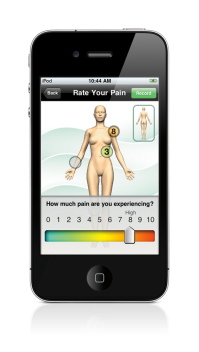 iPod 10:44 AM
Back Rate Your Pain Record
8
3
How much pain are you experiencing?
High
0 1 2 3 4 5 6 7 8 9 10